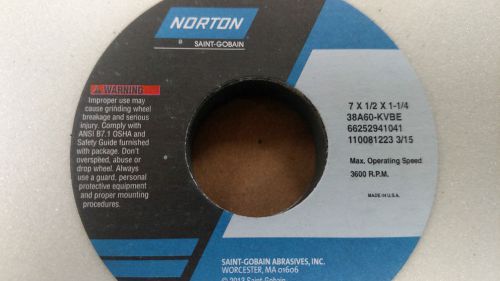 NORTON
SAINT-GOBAIN
WARNING
Improper use may
cause grinding wheel
breakage and serious
injury. Comply with
ANSI B7.1 OSHA and
Safety Guide furnished
with package. Don't
overspeed, abuse or
drop wheel. Always
use a guard, personal
protective equipment
and proper mounting
procedures.
7 X 1/2 X 1-1/4
38A60-KVBE
66252941041
110081223 3/15
Max. Operating Speed
3600 R.P.M.
MADE IN U.S.A.
SAINT-GOBAIN ABRASIVES, INC.
WORCESTER, MA 01606
© 2013 Saint-Gobain